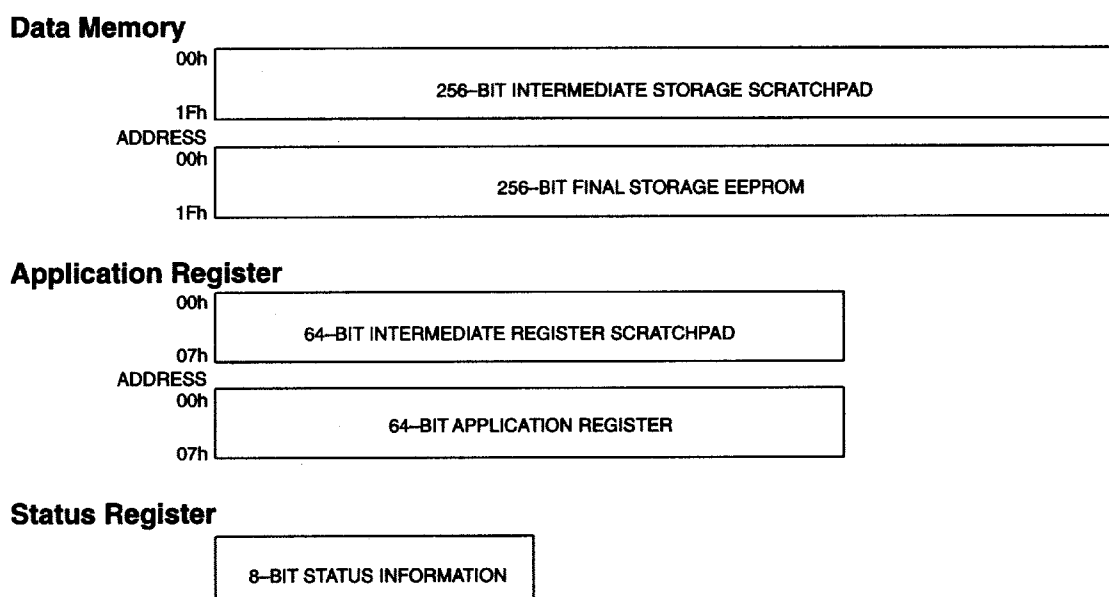 Data Memory
00h
256–BIT INTERMEDIATE STORAGE SCRATCHPAD
1Fh
ADDRESS
00h
256–BIT FINAL STORAGE EEPROM
1Fh
Application Register
00h
64–BIT INTERMEDIATE REGISTER SCRATCHPAD
07h
ADDRESS
00h
64–BIT APPLICATION REGISTER
07h
Status Register
8–BIT STATUS INFORMATION